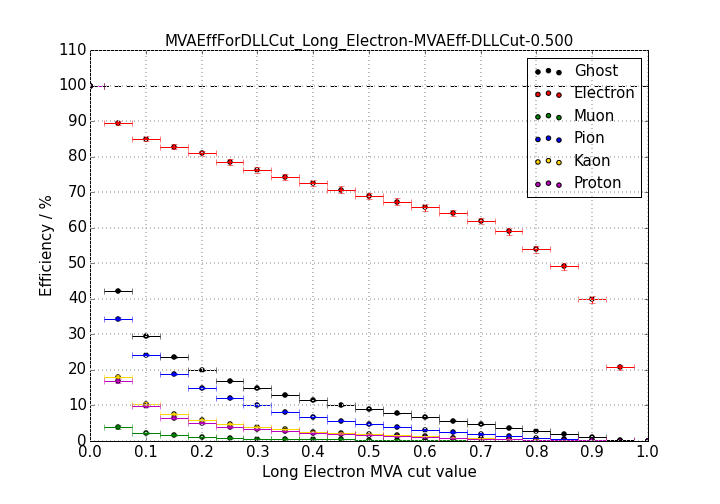 MVAEffForDLLCut_Long_Electron-MVAEff-DLLCut-0.500
110
100
90
80
70
60
50
40
30
20
10
0
Efficiency / %
Ghost
Electron
Muon
Pion
Kaon
Proton
0.0 0.1 0.2 0.3 0.4 0.5 0.6 0.7 0.8 0.9 1.0
Long Electron MVA cut value